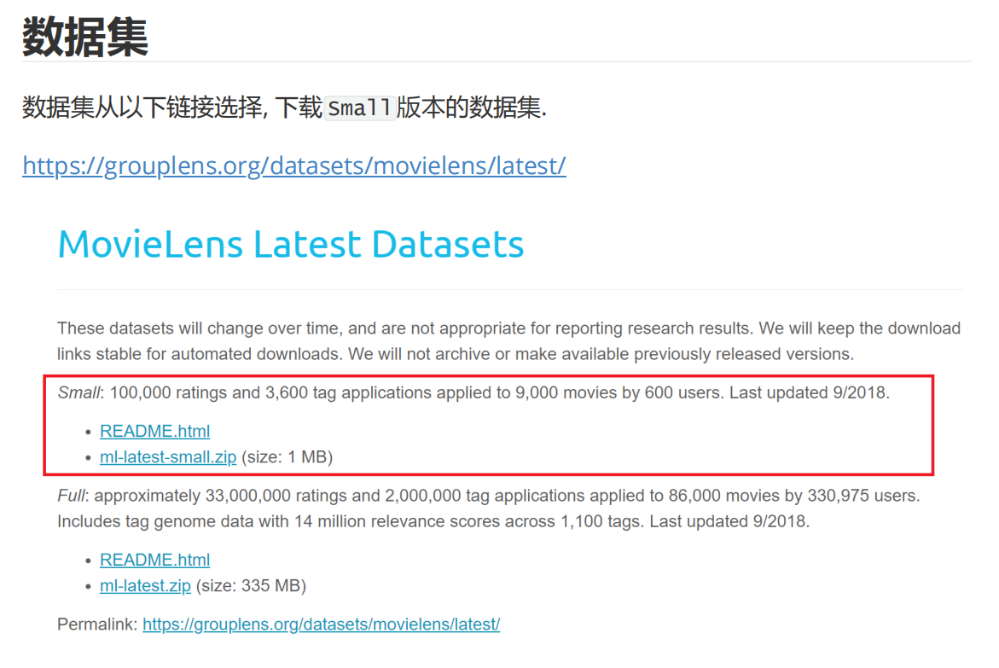 数据集
数据集从以下链接选择, 下载Small版本的数据集.
https://grouplens.org/datasets/movielens/latest/
MovieLens Latest Datasets
These datasets will change over time, and are not appropriate for reporting research results. We will keep the download
links stable for automated downloads. We will not archive or make available previously released versions.
Small: 100,000 ratings and 3,600 tag applications applied to 9,000 movies by 600 users. Last updated 9/2018.
• README.html
• ml-latest-small.zip (size: 1 MB)
Full: approximately 33,000,000 ratings and 2,000,000 tag applications applied to 86,000 movies by 330,975 users.
Includes tag genome data with 14 million relevance scores across 1,100 tags. Last updated 9/2018.
• README.html
• ml-latest.zip (size: 335 MB)
Permalink: https://grouplens.org/datasets/movielens/latest/